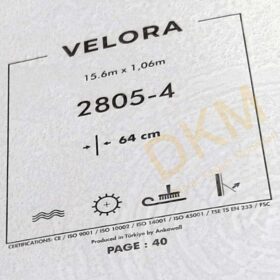 VELORA
15.6m x 1,06m
2805-4
64 cm
DKM
CERTIFICATIONS: CE / ISO 9001 / ISO 10002 / ISO 14001 / ISO 45001 / TSE TS EN 233 / FSC
Produced in Türkiye by Ankawall
PAGE : 40